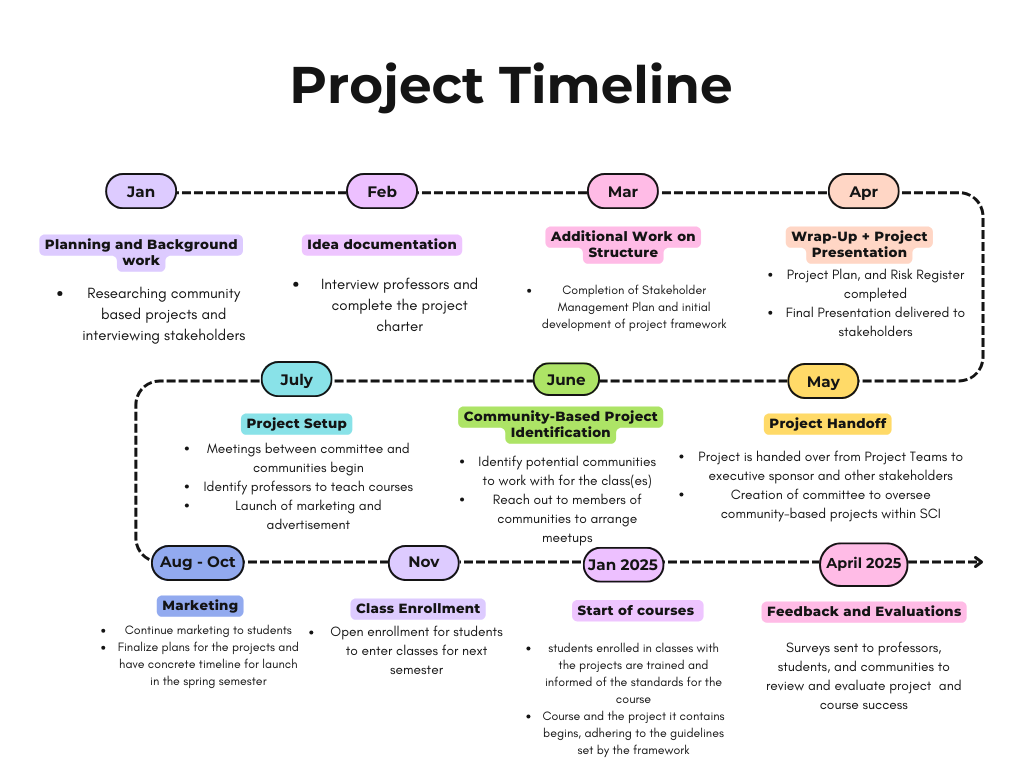 Project Timeline
Jan
Feb
Mar
Apr
Planning and Background
work
• Researching community
based projects and
interviewing stakeholders
Idea documentation
• Interview professors and
complete the project
charter
Additional Work on
Structure
• Completion of Stakeholder
Management Plan and initial
development of project framework
Wrap-Up + Project
Presentation
• Project Plan, and Risk Register
completed
• Final Presentation delivered to
stakeholders
May
Project Handoff
• Project is handed over from Project Teams to
executive sponsor and other stakeholders
• Creation of committee to oversee
community-based projects within SCI
June
Community-Based Project
Identification
• Identify potential communities
to work with for the class(es)
• Reach out to members of
communities to arrange
meetups
July
Project Setup
• Meetings between committee and
communities begin
• Identify professors to teach courses
• Launch of marketing and
advertisement
Aug - Oct
Marketing
• Continue marketing to students
• Finalize plans for the projects and
have concrete timeline for launch
in the spring semester
Nov
Class Enrollment
• Open enrollment for students
to enter classes for next
semester
Jan 2025
Start of courses
• students enrolled in classes with
the projects are trained and
informed of the standards for the
course
• Course and the project it contains
begins, adhering to the guidelines
set by the framework
April 2025
Feedback and Evaluations
Surveys sent to professors,
students, and communities to
review and evaluate project  and
course success